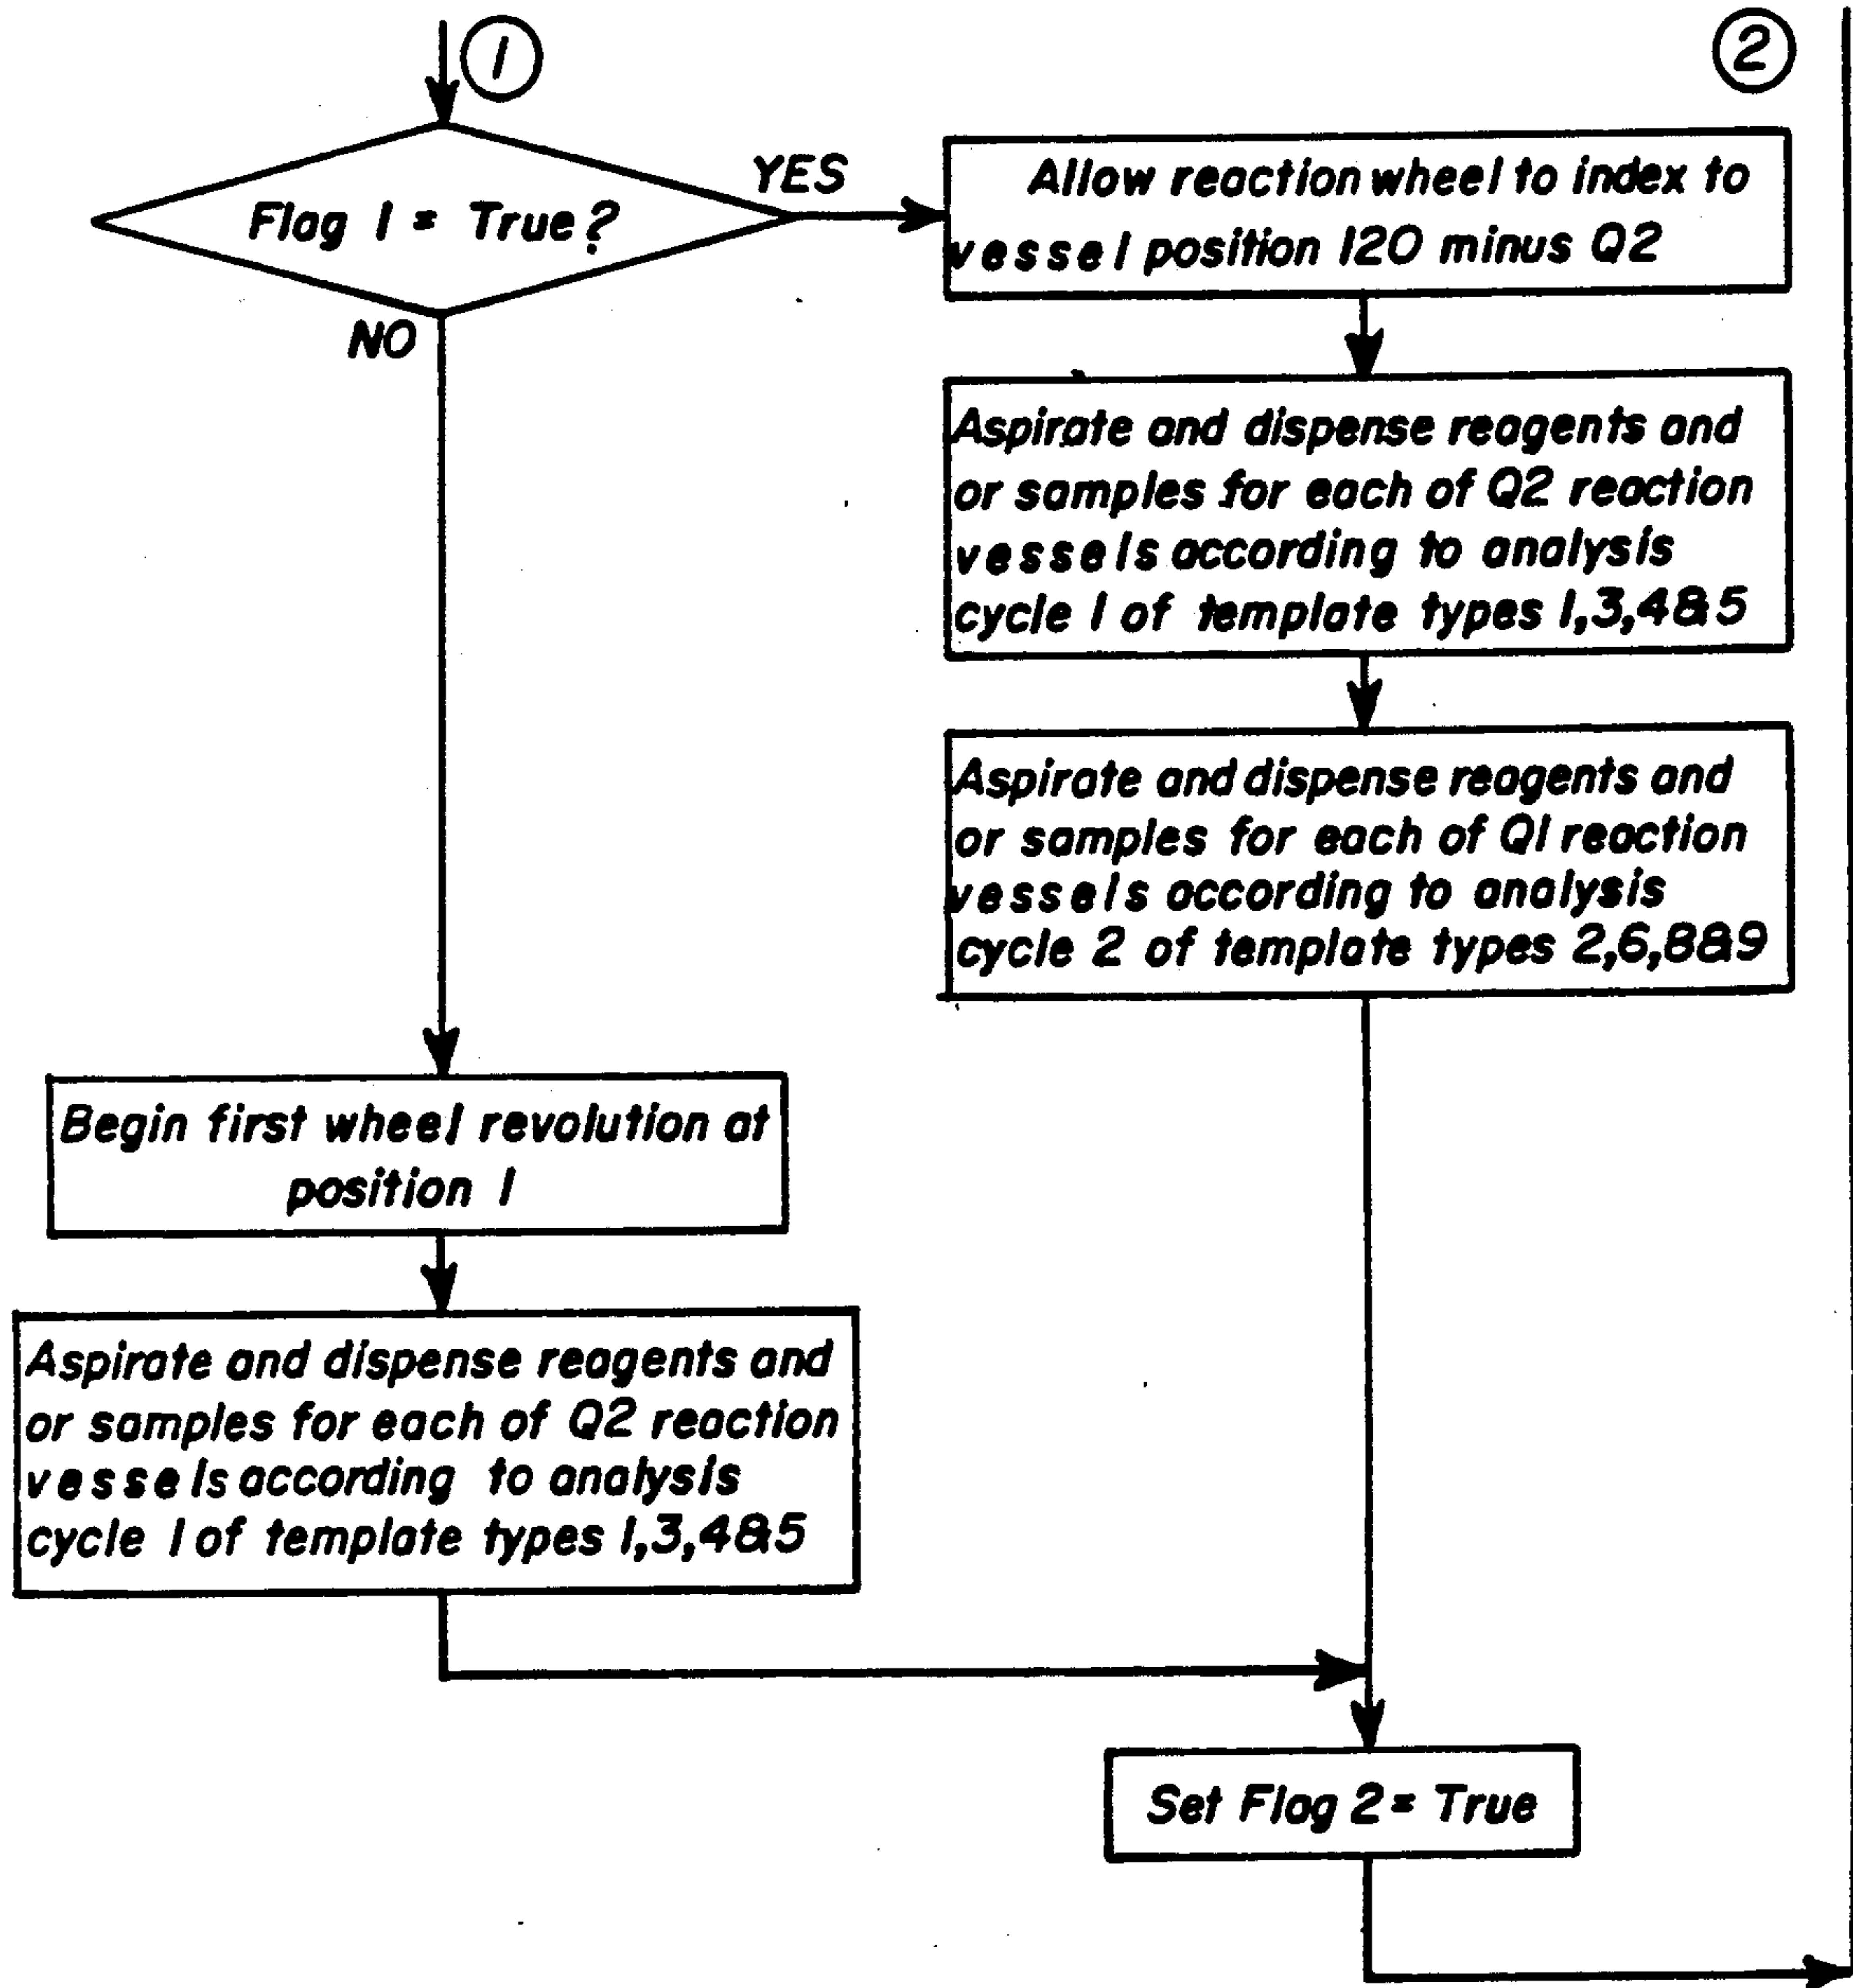 1
2
Flag 1 = True?
YES
NO
Allow reaction wheel to index to
vessel position 120 minus Q2
Aspirate and dispense reagents and
or samples for each of Q2 reaction
vessels according to analysis
cycle 1 of template types 1,3,4&5
Aspirate and dispense reagents and
or samples for each of Q1 reaction
vessels according to analysis
cycle 2 of template types 2,6,8&9
Begin first wheel revolution at
position 1
Aspirate and dispense reagents and
or samples for each of Q2 reaction
vessels according to analysis
cycle 1 of template types 1,3,4&5
Set Flag 2 = True